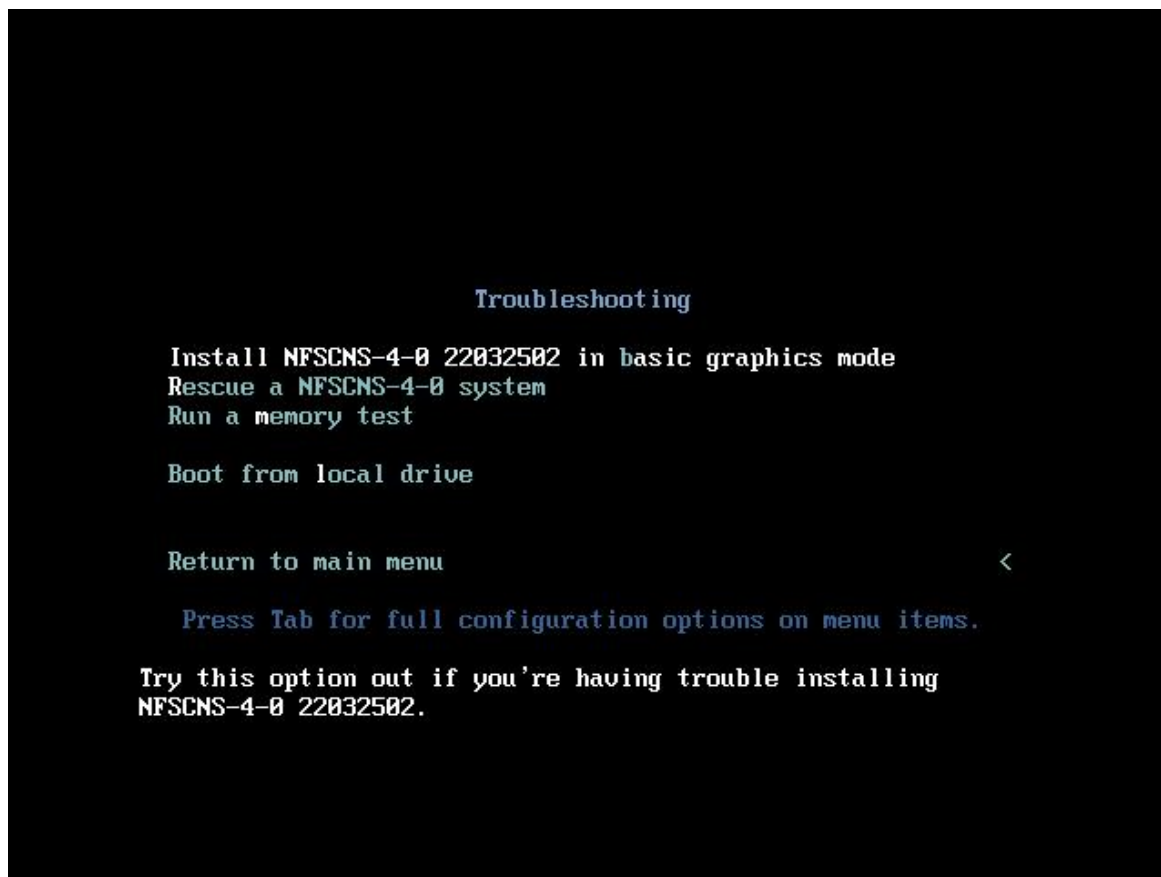 Troubleshooting
Install NFSCNS-4-0 22032502 in basic graphics mode
Rescue a NFSCNS-4-0 system
Run a memory test
Boot from local drive
Return to main menu <
Press Tab for full configuration options on menu items.
Try this option out if you're having trouble installing
NFSCNS-4-0 22032502.